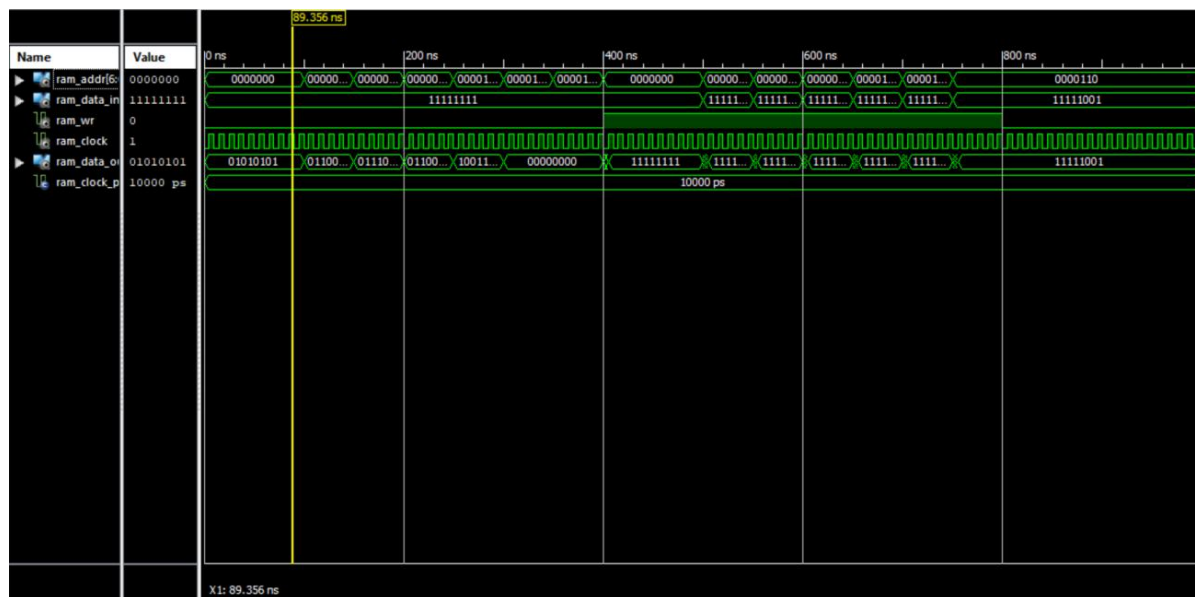 89.356 ns
Name Value 0 ns 200 ns 400 ns 600 ns 800 ns
ram_addr[6: 0000000 0000000 00000... 00000... 00000... 00001... 00001... 00001... 0000000 00000... 00000... 00000... 00001... 00001... 0000110
ram_data_in 11111111 11111111 11111... 11111... 11111... 11111... 11111... 11111001
ram_wr 0
ram_clock 1
ram_data_ou 01010101 01010101 01100... 01110... 01100... 10011... 00000000 11111111 1111... 1111... 1111... 1111... 1111... 11111001
ram_clock_p 10000 ps 10000 ps
X1: 89.356 ns